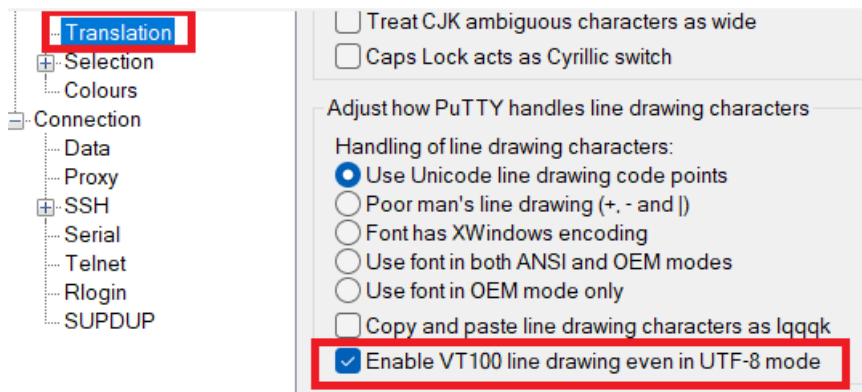 Translation
Selection
Colours
Connection
Data
Proxy
SSH
Serial
Telnet
Rlogin
SUPDUP
Treat CJK ambiguous characters as wide
Caps Lock acts as Cyrillic switch
Adjust how PuTTY handles line drawing characters
Handling of line drawing characters:
Use Unicode line drawing code points
Poor man's line drawing (+, - and |)
Font has XWindows encoding
Use font in both ANSI and OEM modes
Use font in OEM mode only
Copy and paste line drawing characters as lqqqk
Enable VT100 line drawing even in UTF-8 mode